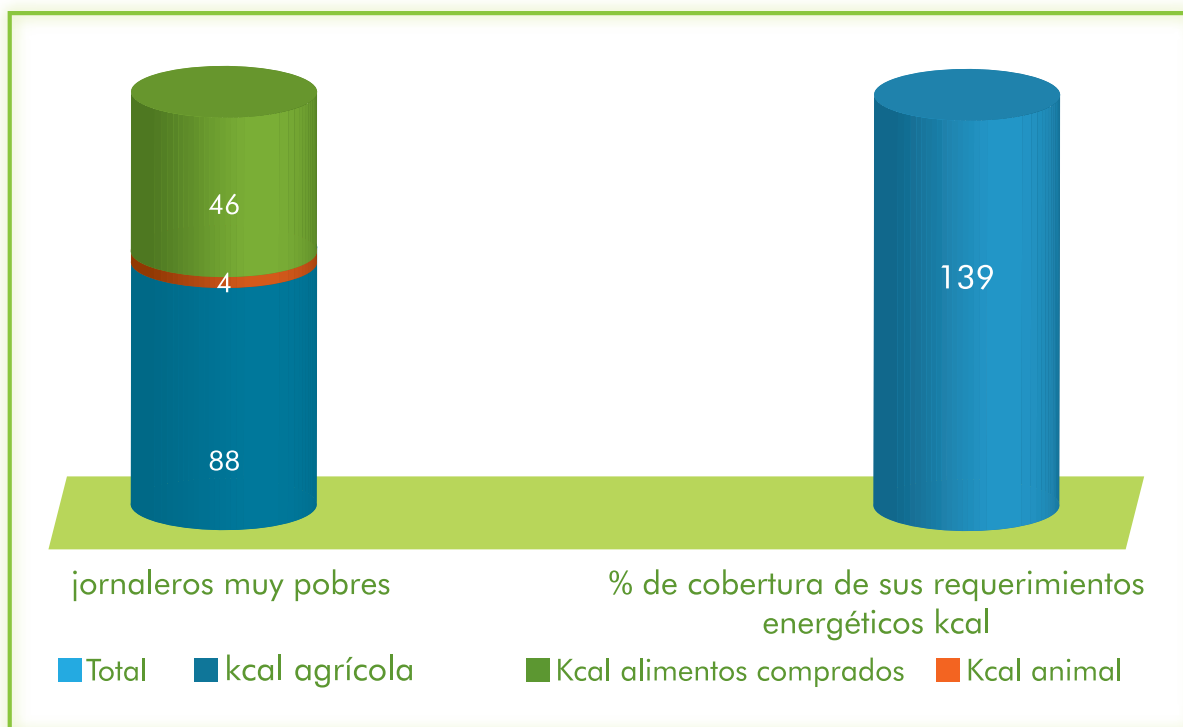 46
4
88
139
jornaleros muy pobres
% de cobertura de sus requerimientos
energéticos kcal
Total
kcal agrícola
Kcal alimentos comprados
Kcal animal